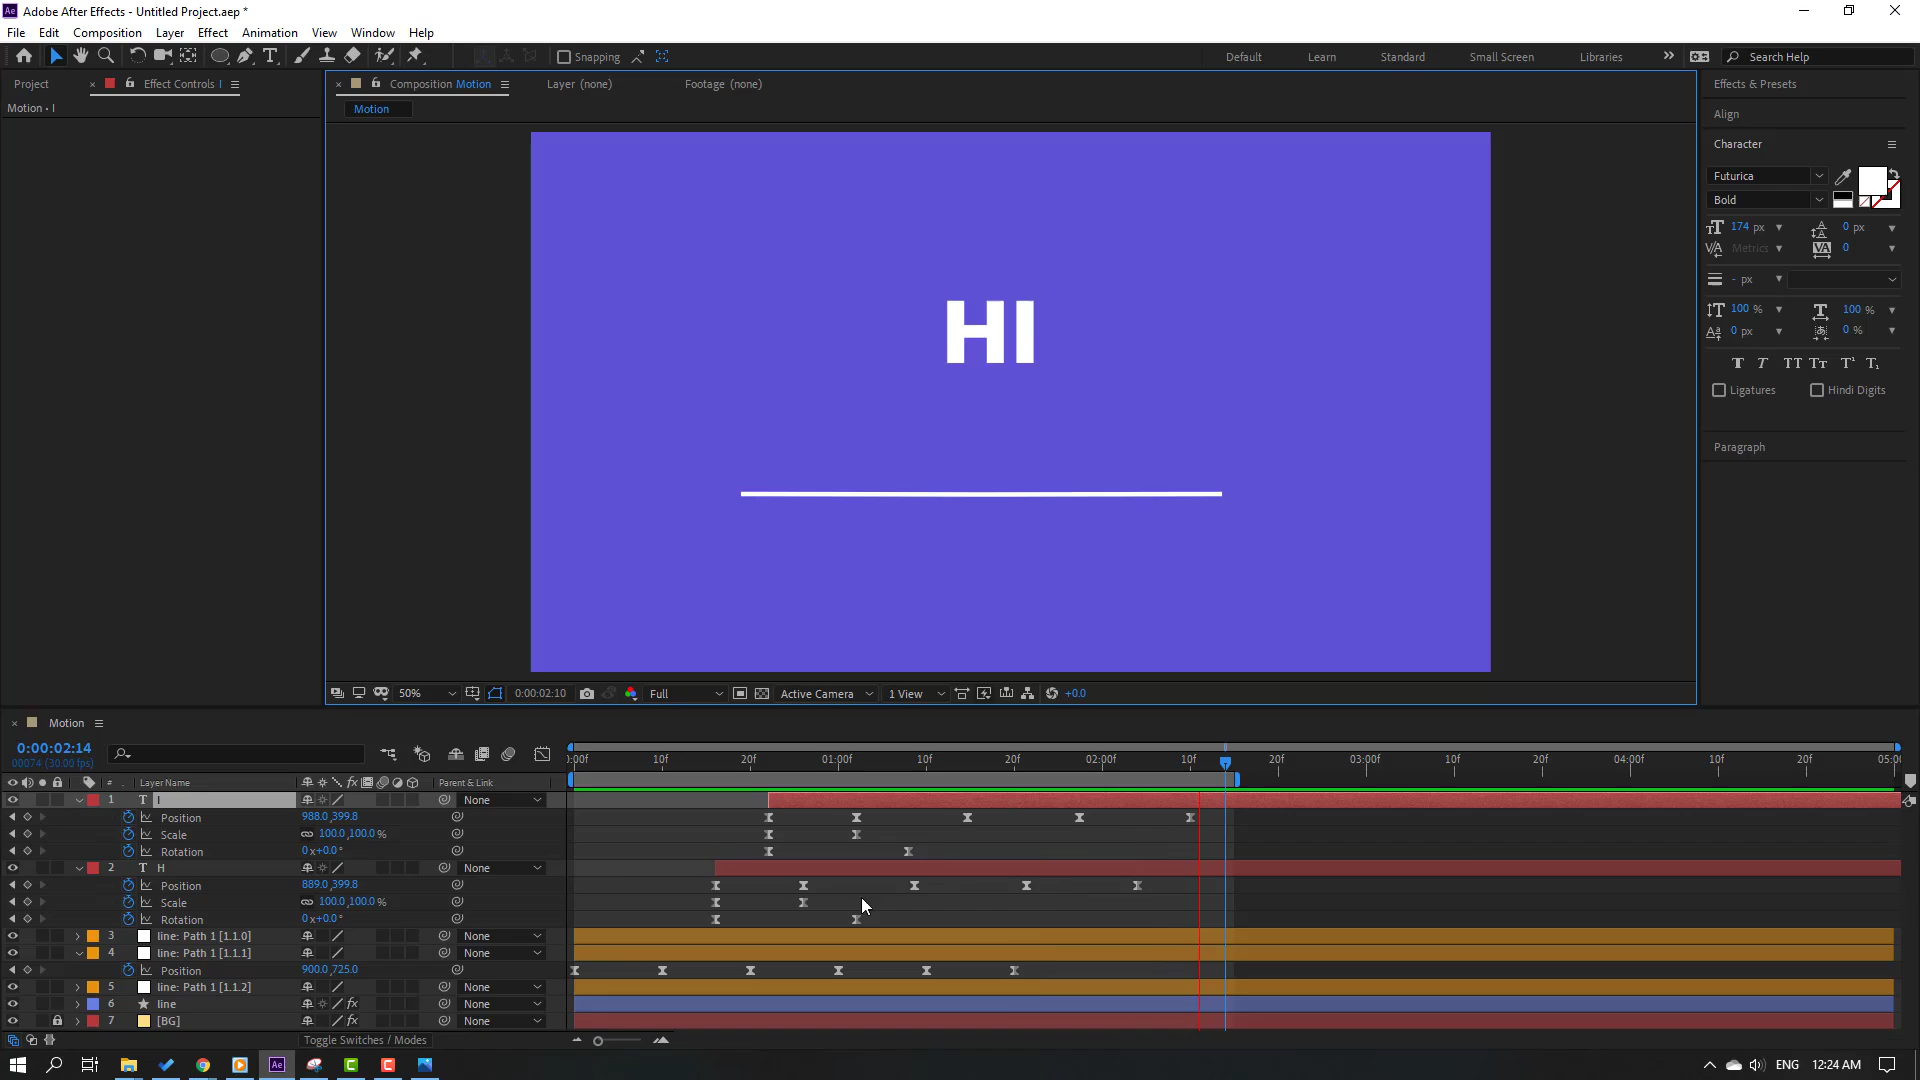 Adobe After Effects - Untitled Project.aep *
File Edit Composition Layer Effect Animation View Window Help
Snapping Default Learn Standard Small Screen Libraries Search Help
Project Effect Controls I Composition Motion Layer (none) Footage (none) Effects & Presets
Motion • I Motion
Align
Character
Futurica
Bold
174 px 0 px
Metrics 0
- px
100 % 100 %
0 px 0 %
T T TT Tt T¹ T₁
Ligatures Hindi Digits
Paragraph
HI
50% 0:00:02:10 Full Active Camera 1 View +0.0
Motion
0:00:02:14
00074 (30.00 fps)
):00f 10f 20f 01:00f 10f 20f 02:00f 10f 20f 03:00f 10f 20f 04:00f 10f 20f 05:00
# . Layer Name Parent & Link
1 T I None
Position 988.0,399.8
Scale 100.0,100.0 %
Rotation 0x+0.0°
2 T H None
Position 889.0,399.8
Scale 100.0,100.0 %
Rotation 0x+0.0°
3 line: Path 1 [1.1.0] None
4 line: Path 1 [1.1.1] None
Position 900.0,725.0
5 line: Path 1 [1.1.2] None
6 line None
7 [BG] None
Toggle Switches / Modes
Ae ENG 12:24 AM